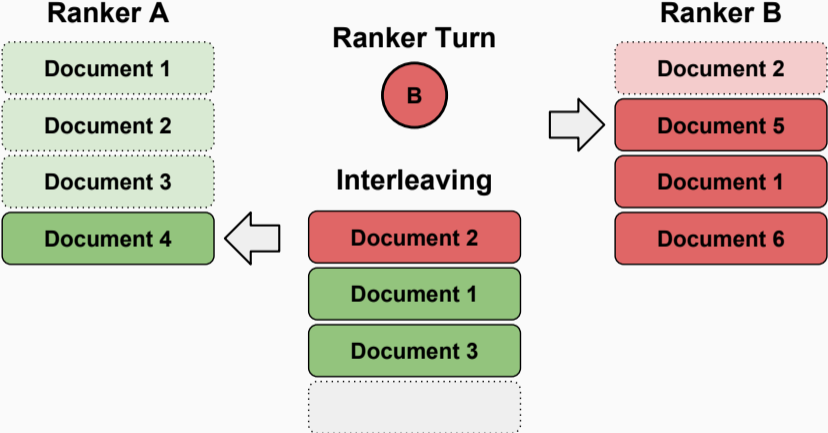 Ranker A
Document 1
Document 2
Document 3
Document 4
Ranker Turn
B
Interleaving
Document 2
Document 1
Document 3
Ranker B
Document 2
Document 5
Document 1
Document 6